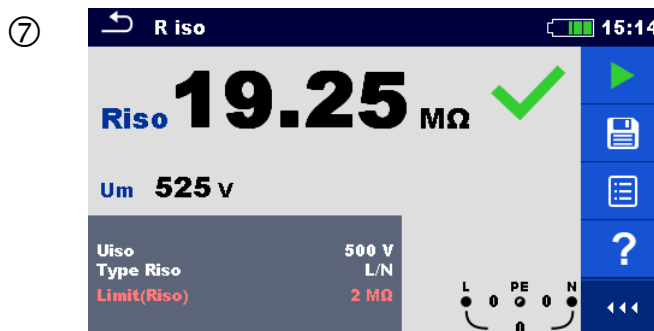 ⑦
R iso 15:14
Riso 19.25 MΩ
Um 525 V
Uiso 500 V
Type Riso L/N
Limit(Riso) 2 MΩ
?
L PE N
0 0
0